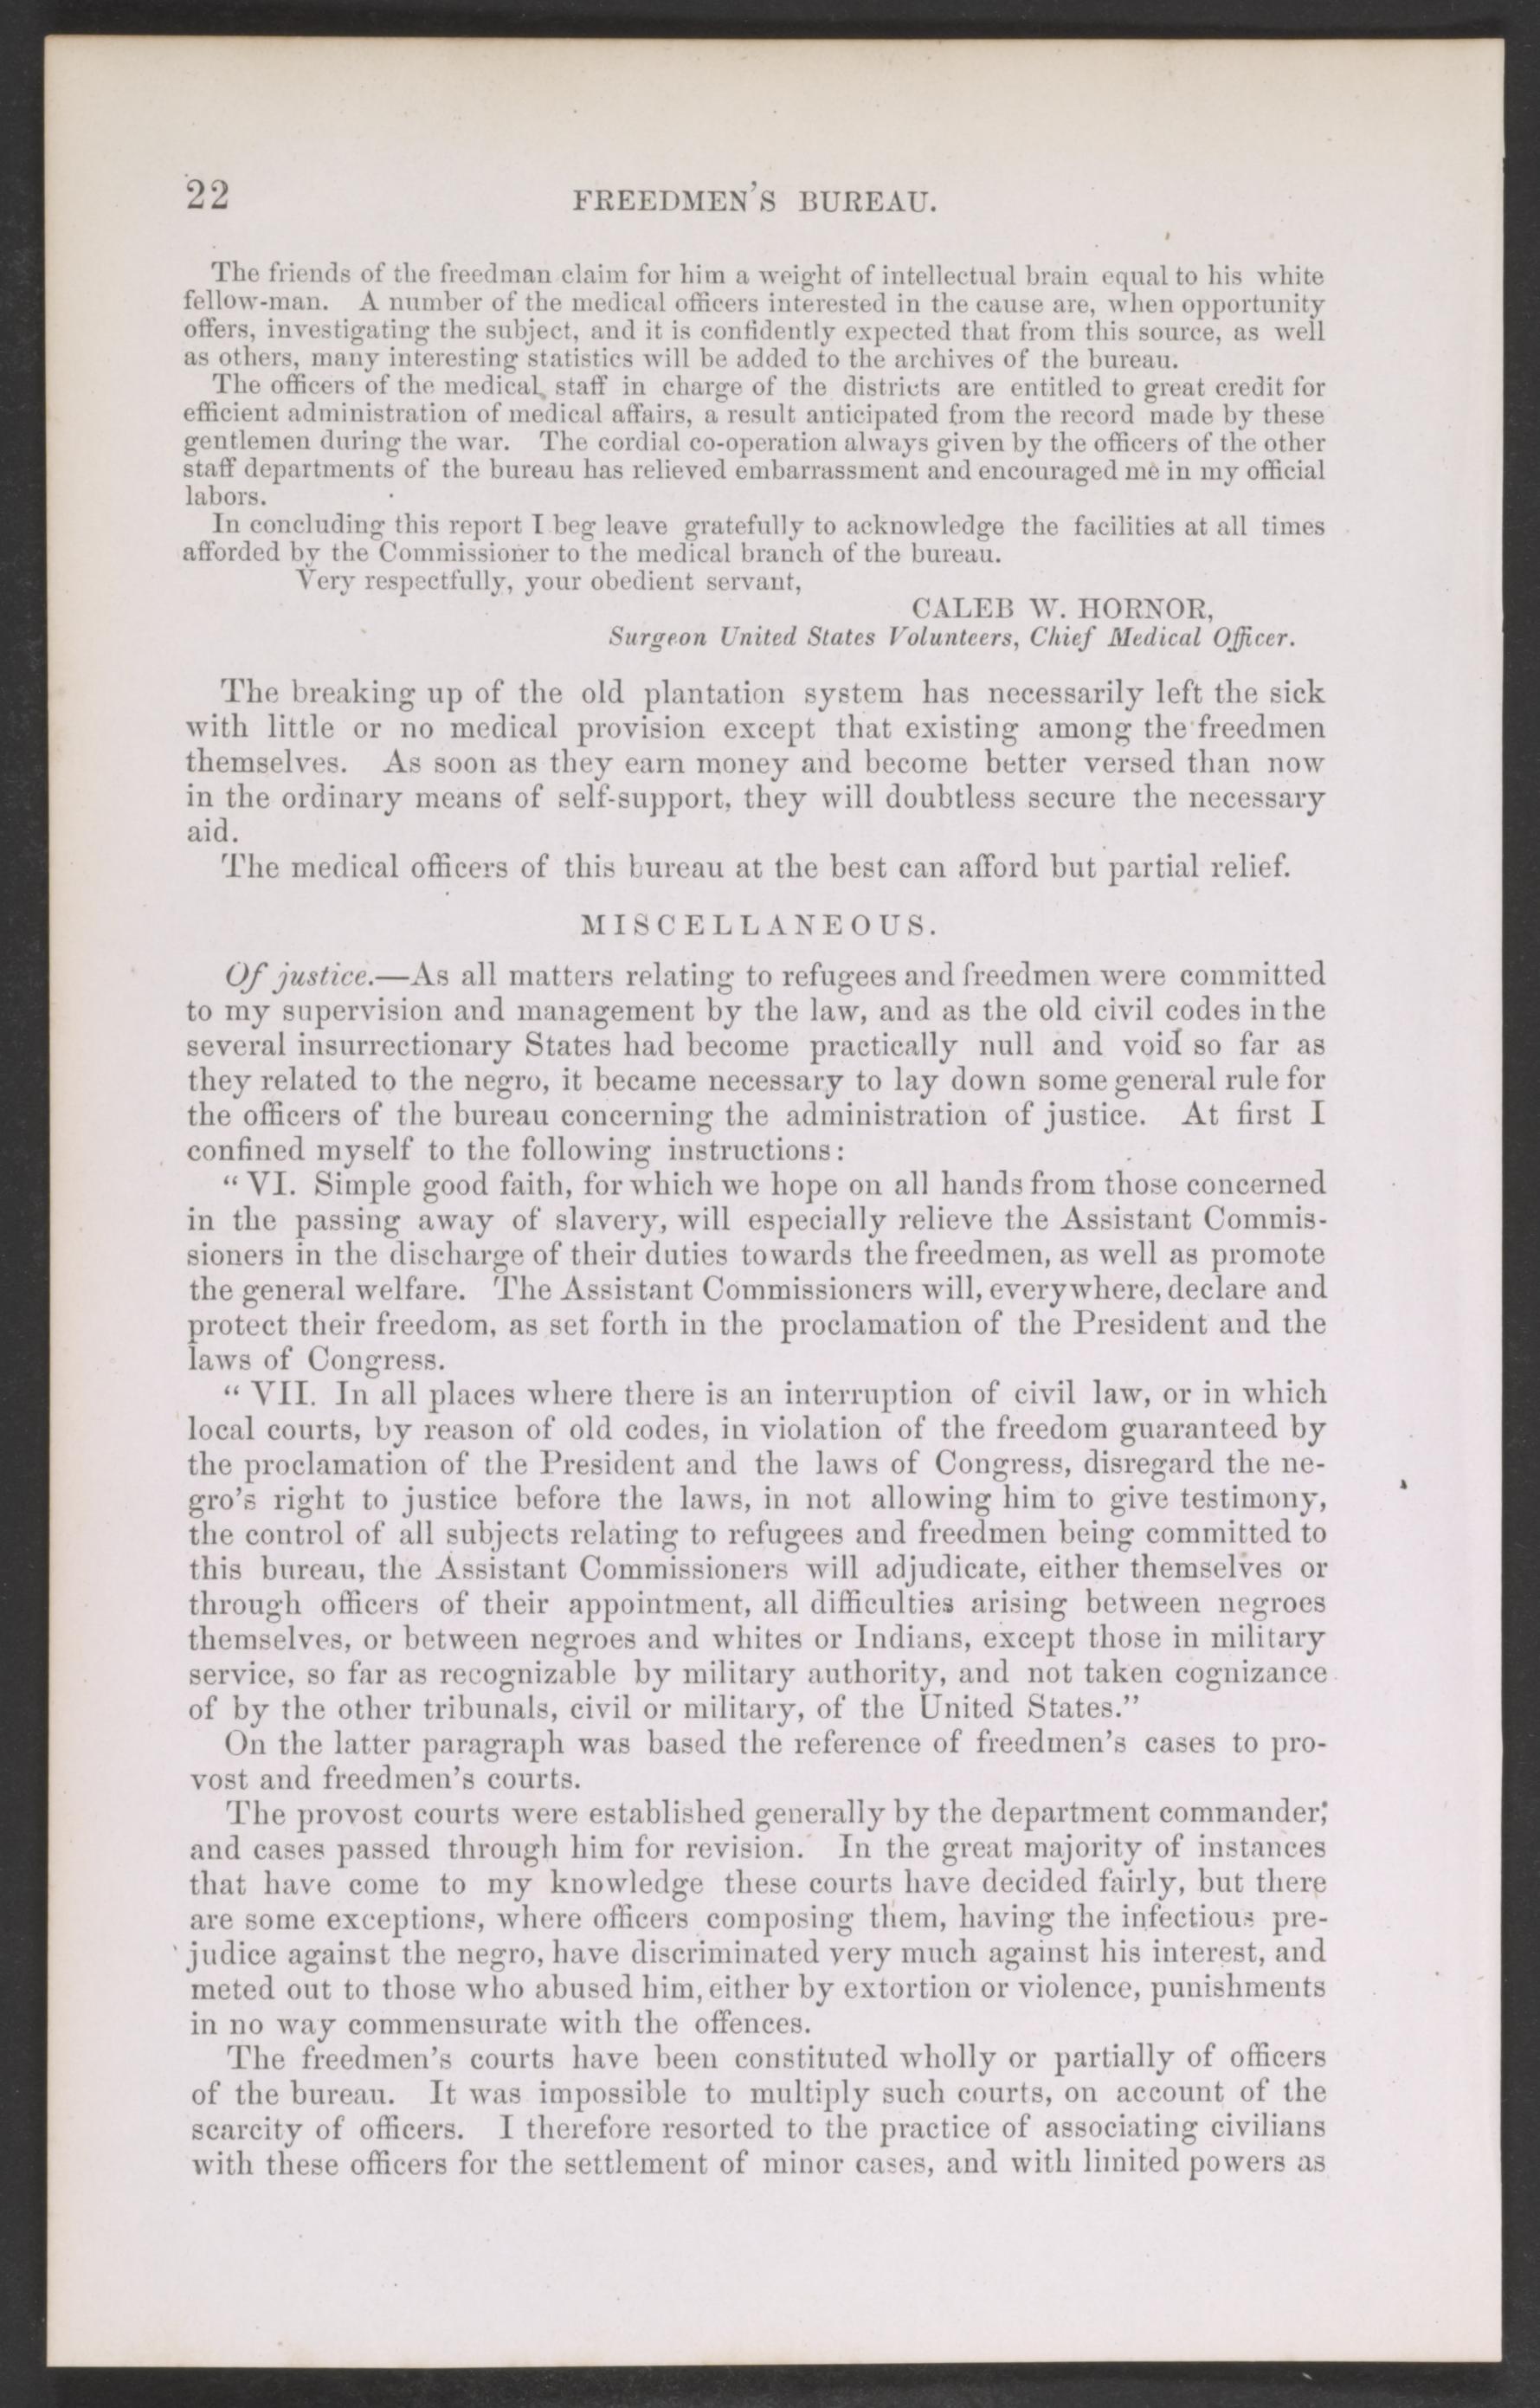 22
FREEDMEN'S BUREAU.
The friends of the freedman claim for him a weight of intellectual brain equal to his white
fellow-man. A number of the medical officers interested in the cause are, when opportunity
offers, investigating the subject, and it is confidently expected that from this source, as well
as others, many interesting statistics will be added to the archives of the bureau.
The officers of the medical staff in charge of the districts are entitled to great credit for
efficient administration of medical affairs, a result anticipated from the record made by these
gentlemen during the war. The cordial co-operation always given by the officers of the other
staff departments of the bureau has relieved embarrassment and encouraged me in my official
labors.
In concluding this report I beg leave gratefully to acknowledge the facilities at all times
afforded by the Commissioner to the medical branch of the bureau.
Very respectfully, your obedient servant,
CALEB W. HORNOR,
Surgeon United States Volunteers, Chief Medical Officer.
The breaking up of the old plantation system has necessarily left the sick
with little or no medical provision except that existing among the freedmen
themselves. As soon as they earn money and become better versed than now
in the ordinary means of self-support, they will doubtless secure the necessary
aid.
The medical officers of this bureau at the best can afford but partial relief.
MISCELLANEOUS.
Of justice.—As all matters relating to refugees and freedmen were committed
to my supervision and management by the law, and as the old civil codes in the
several insurrectionary States had become practically null and void so far as
they related to the negro, it became necessary to lay down some general rule for
the officers of the bureau concerning the administration of justice. At first I
confined myself to the following instructions:
"VI. Simple good faith, for which we hope on all hands from those concerned
in the passing away of slavery, will especially relieve the Assistant Commis-
sioners in the discharge of their duties towards the freedmen, as well as promote
the general welfare. The Assistant Commissioners will, everywhere, declare and
protect their freedom, as set forth in the proclamation of the President and the
laws of Congress.
"VII. In all places where there is an interruption of civil law, or in which
local courts, by reason of old codes, in violation of the freedom guaranteed by
the proclamation of the President and the laws of Congress, disregard the ne-
gro's right to justice before the laws, in not allowing him to give testimony,
the control of all subjects relating to refugees and freedmen being committed to
this bureau, the Assistant Commissioners will adjudicate, either themselves or
through officers of their appointment, all difficulties arising between negroes
themselves, or between negroes and whites or Indians, except those in military
service, so far as recognizable by military authority, and not taken cognizance
of by the other tribunals, civil or military, of the United States."
On the latter paragraph was based the reference of freedmen's cases to pro-
vost and freedmen's courts.
The provost courts were established generally by the department commander;
and cases passed through him for revision. In the great majority of instances
that have come to my knowledge these courts have decided fairly, but there
are some exceptions, where officers composing them, having the infectious pre-
judice against the negro, have discriminated very much against his interest, and
meted out to those who abused him, either by extortion or violence, punishments
in no way commensurate with the offences.
The freedmen's courts have been constituted wholly or partially of officers
of the bureau. It was impossible to multiply such courts, on account of the
scarcity of officers. I therefore resorted to the practice of associating civilians
with these officers for the settlement of minor cases, and with limited powers as